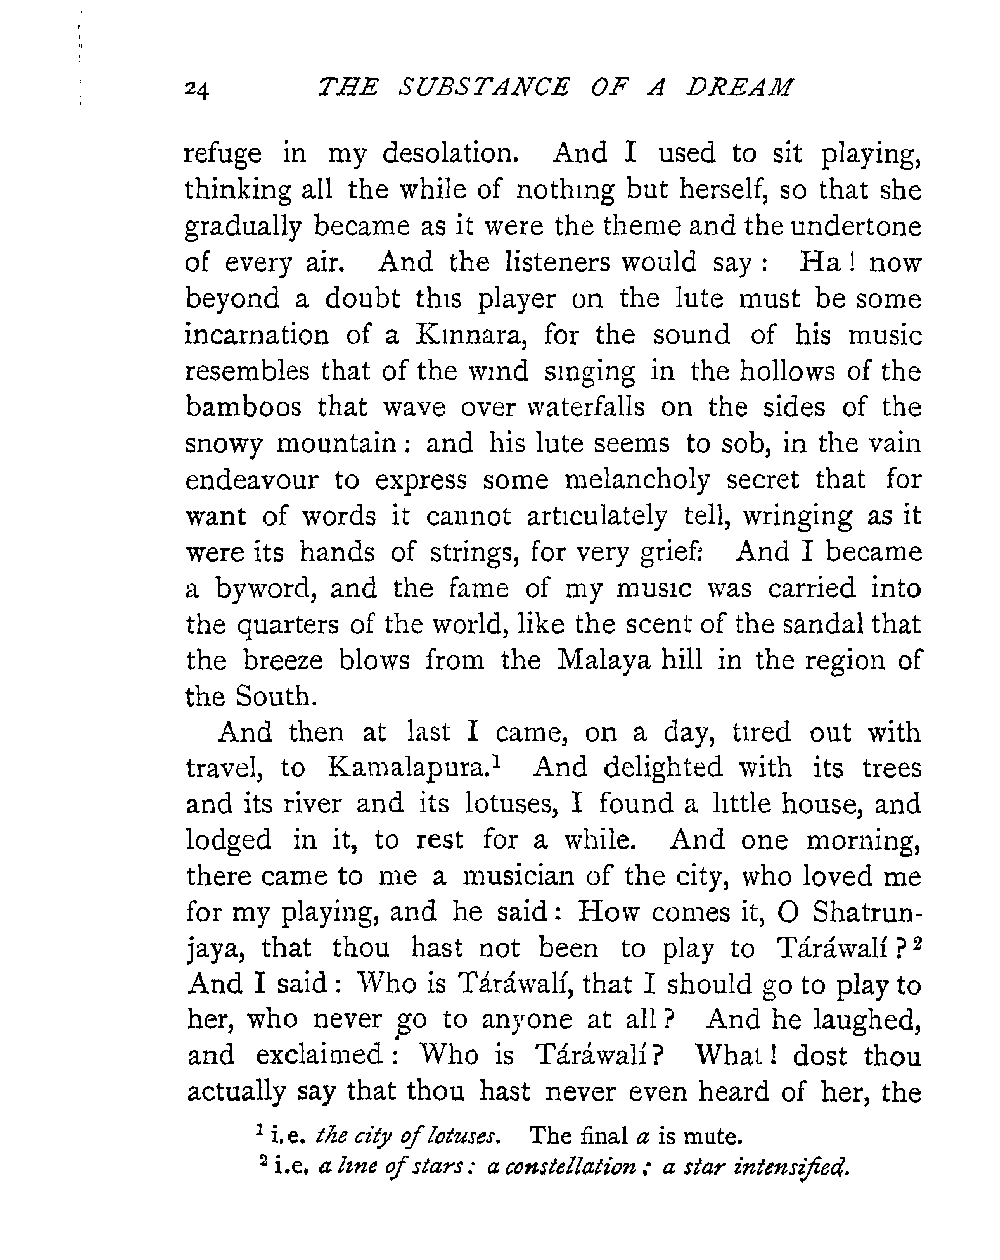 24 THE SUBSTANCE OF A DREAM
refuge in my desolation. And I used to sit playing,
thinking all the while of nothing but herself, so that she
gradually became as it were the theme and the undertone
of every air. And the listeners would say : Ha ! now
beyond a doubt this player on the lute must be some
incarnation of a Kinnara, for the sound of his music
resembles that of the wind singing in the hollows of the
bamboos that wave over waterfalls on the sides of the
snowy mountain : and his lute seems to sob, in the vain
endeavour to express some melancholy secret that for
want of words it cannot articulately tell, wringing as it
were its hands of strings, for very grief: And I became
a byword, and the fame of my music was carried into
the quarters of the world, like the scent of the sandal that
the breeze blows from the Malaya hill in the region of
the South.
And then at last I came, on a day, tired out with
travel, to Kamalapura.¹ And delighted with its trees
and its river and its lotuses, I found a little house, and
lodged in it, to rest for a while. And one morning,
there came to me a musician of the city, who loved me
for my playing, and he said : How comes it, O Shatrun-
jaya, that thou hast not been to play to Táráwalí ? ²
And I said : Who is Táráwalí, that I should go to play to
her, who never go to anyone at all ? And he laughed,
and exclaimed : Who is Táráwalí ? What ! dost thou
actually say that thou hast never even heard of her, the
¹ i.e. the city of lotuses. The final a is mute.
² i.e. a line of stars : a constellation ; a star intensified.